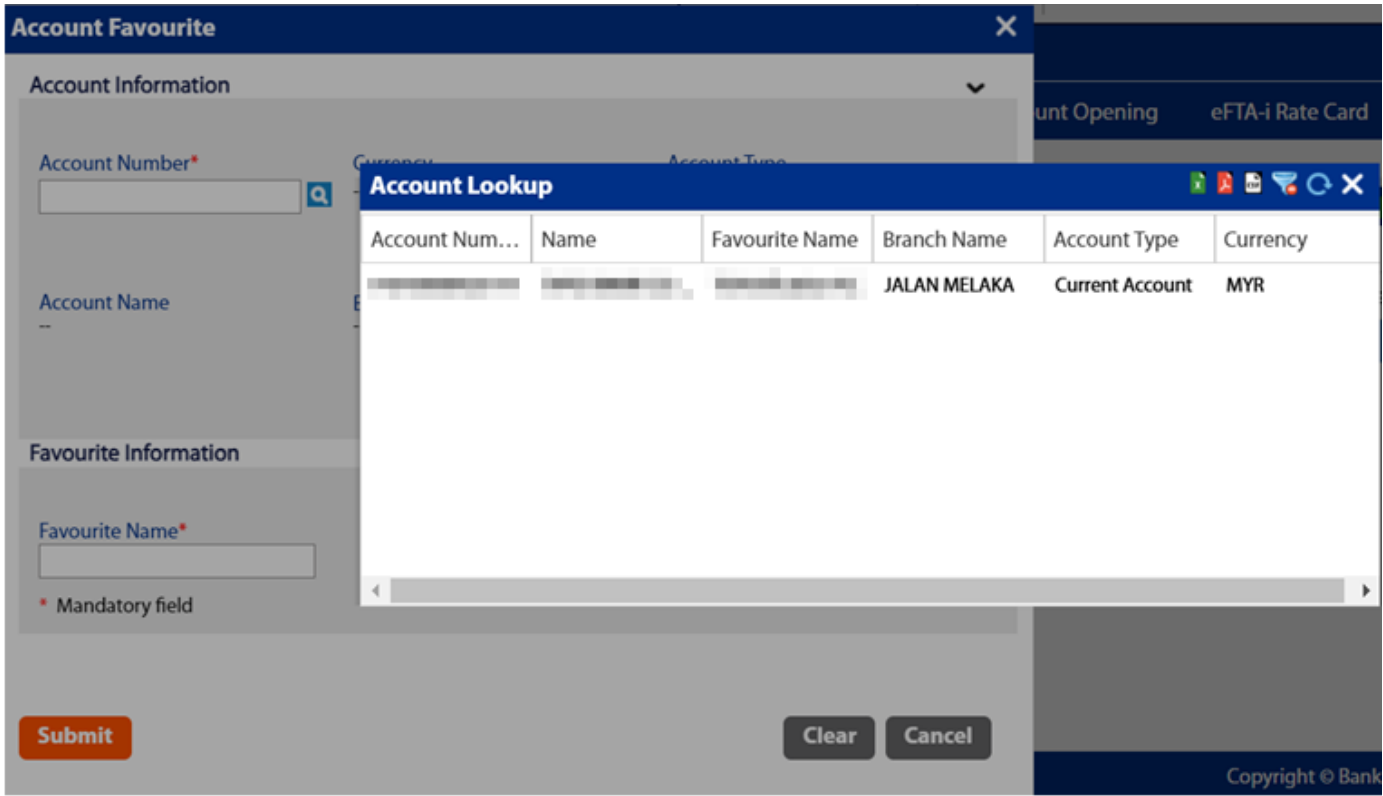 Account Favourite
Account Information
unt Opening eFTA-i Rate Card
Account Number*
Account Lookup
Account Num... Name Favourite Name Branch Name Account Type Currency
JALAN MELAKA Current Account MYR
Account Name
--
Favourite Information
Favourite Name*
* Mandatory field
Submit Clear Cancel
Copyright © Bank